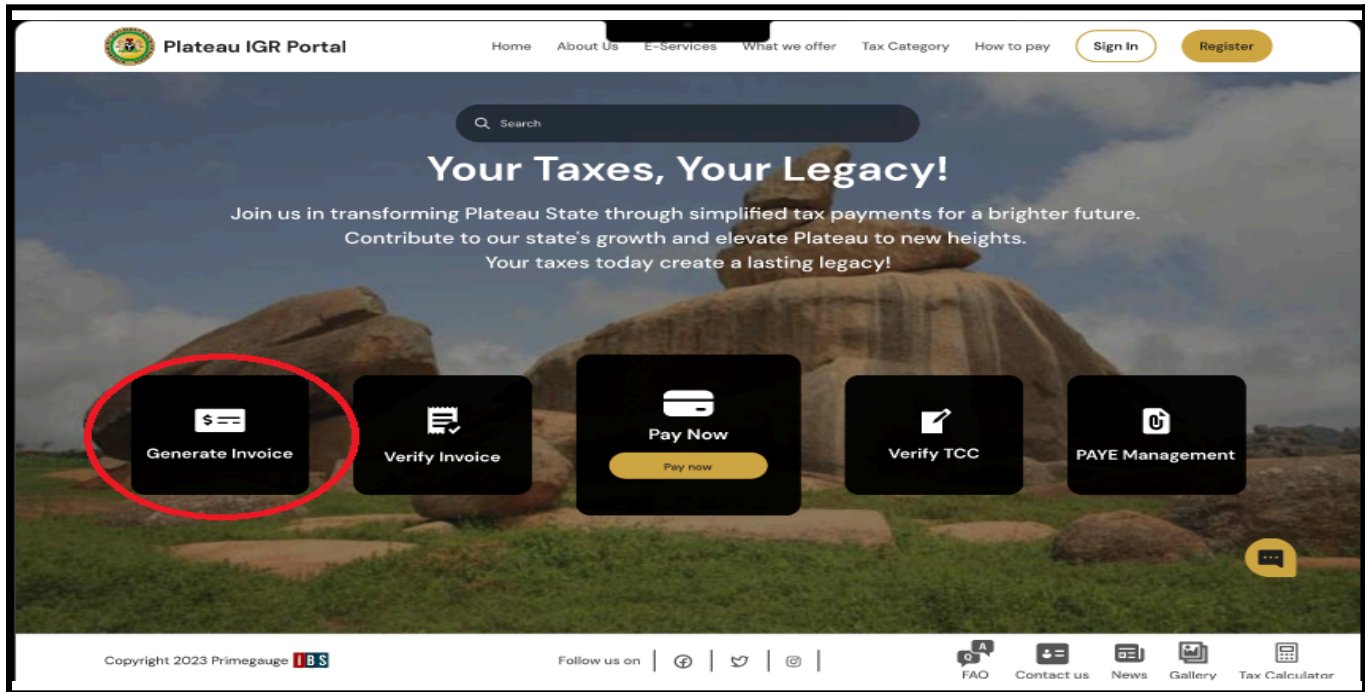 Plateau IGR Portal
Home About Us E-Services What we offer Tax Category How to pay Sign In Register
Search
Your Taxes, Your Legacy!
Join us in transforming Plateau State through simplified tax payments for a brighter future.
Contribute to our state's growth and elevate Plateau to new heights.
Your taxes today create a lasting legacy!
Generate Invoice
Verify Invoice
Pay Now
Pay now
Verify TCC
PAYE Management
Copyright 2023 Primegauge IBS
Follow us on
Q A
FAQ Contact us News Gallery Tax Calculator